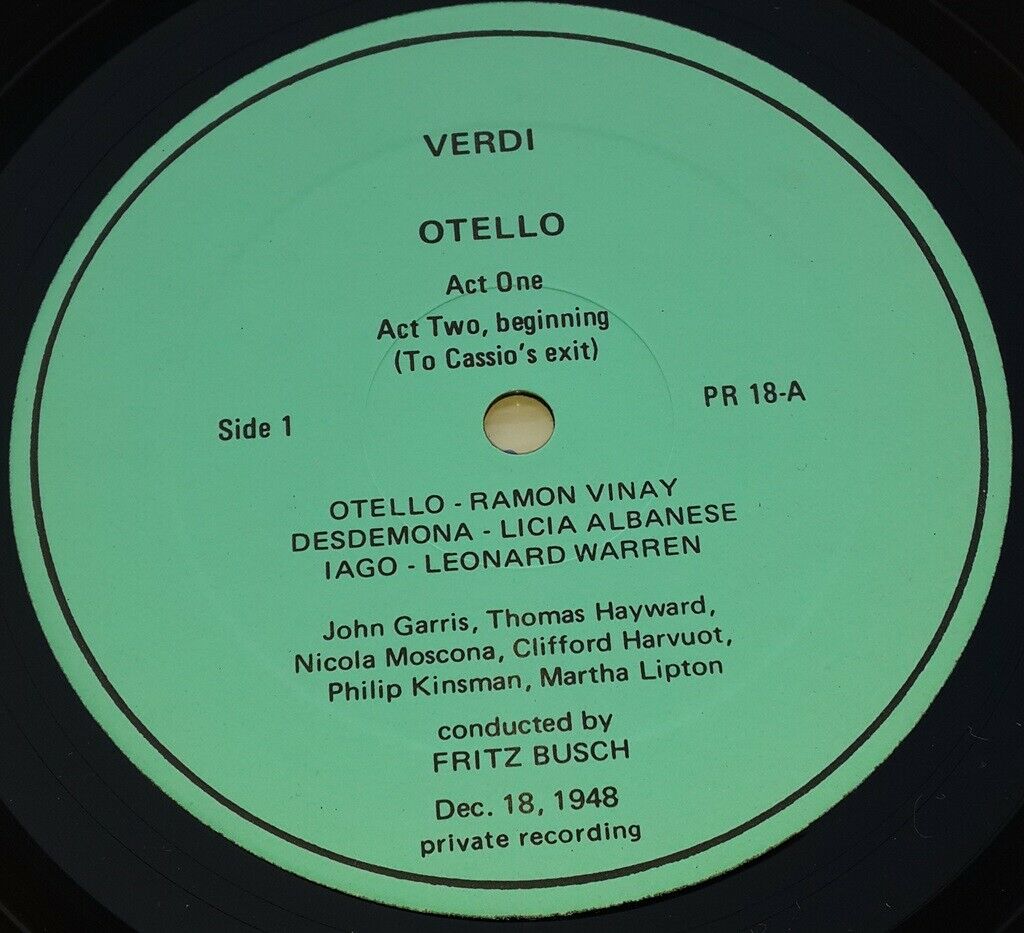 VERDI
OTELLO
Act One
Act Two, beginning
(To Cassio's exit)
Side 1
PR 18-A
OTELLO - RAMON VINAY
DESDEMONA - LICIA ALBANESE
IAGO - LEONARD WARREN
John Garris, Thomas Hayward,
Nicola Moscona, Clifford Harvuot,
Philip Kinsman, Martha Lipton
conducted by
FRITZ BUSCH
Dec. 18, 1948
private recording